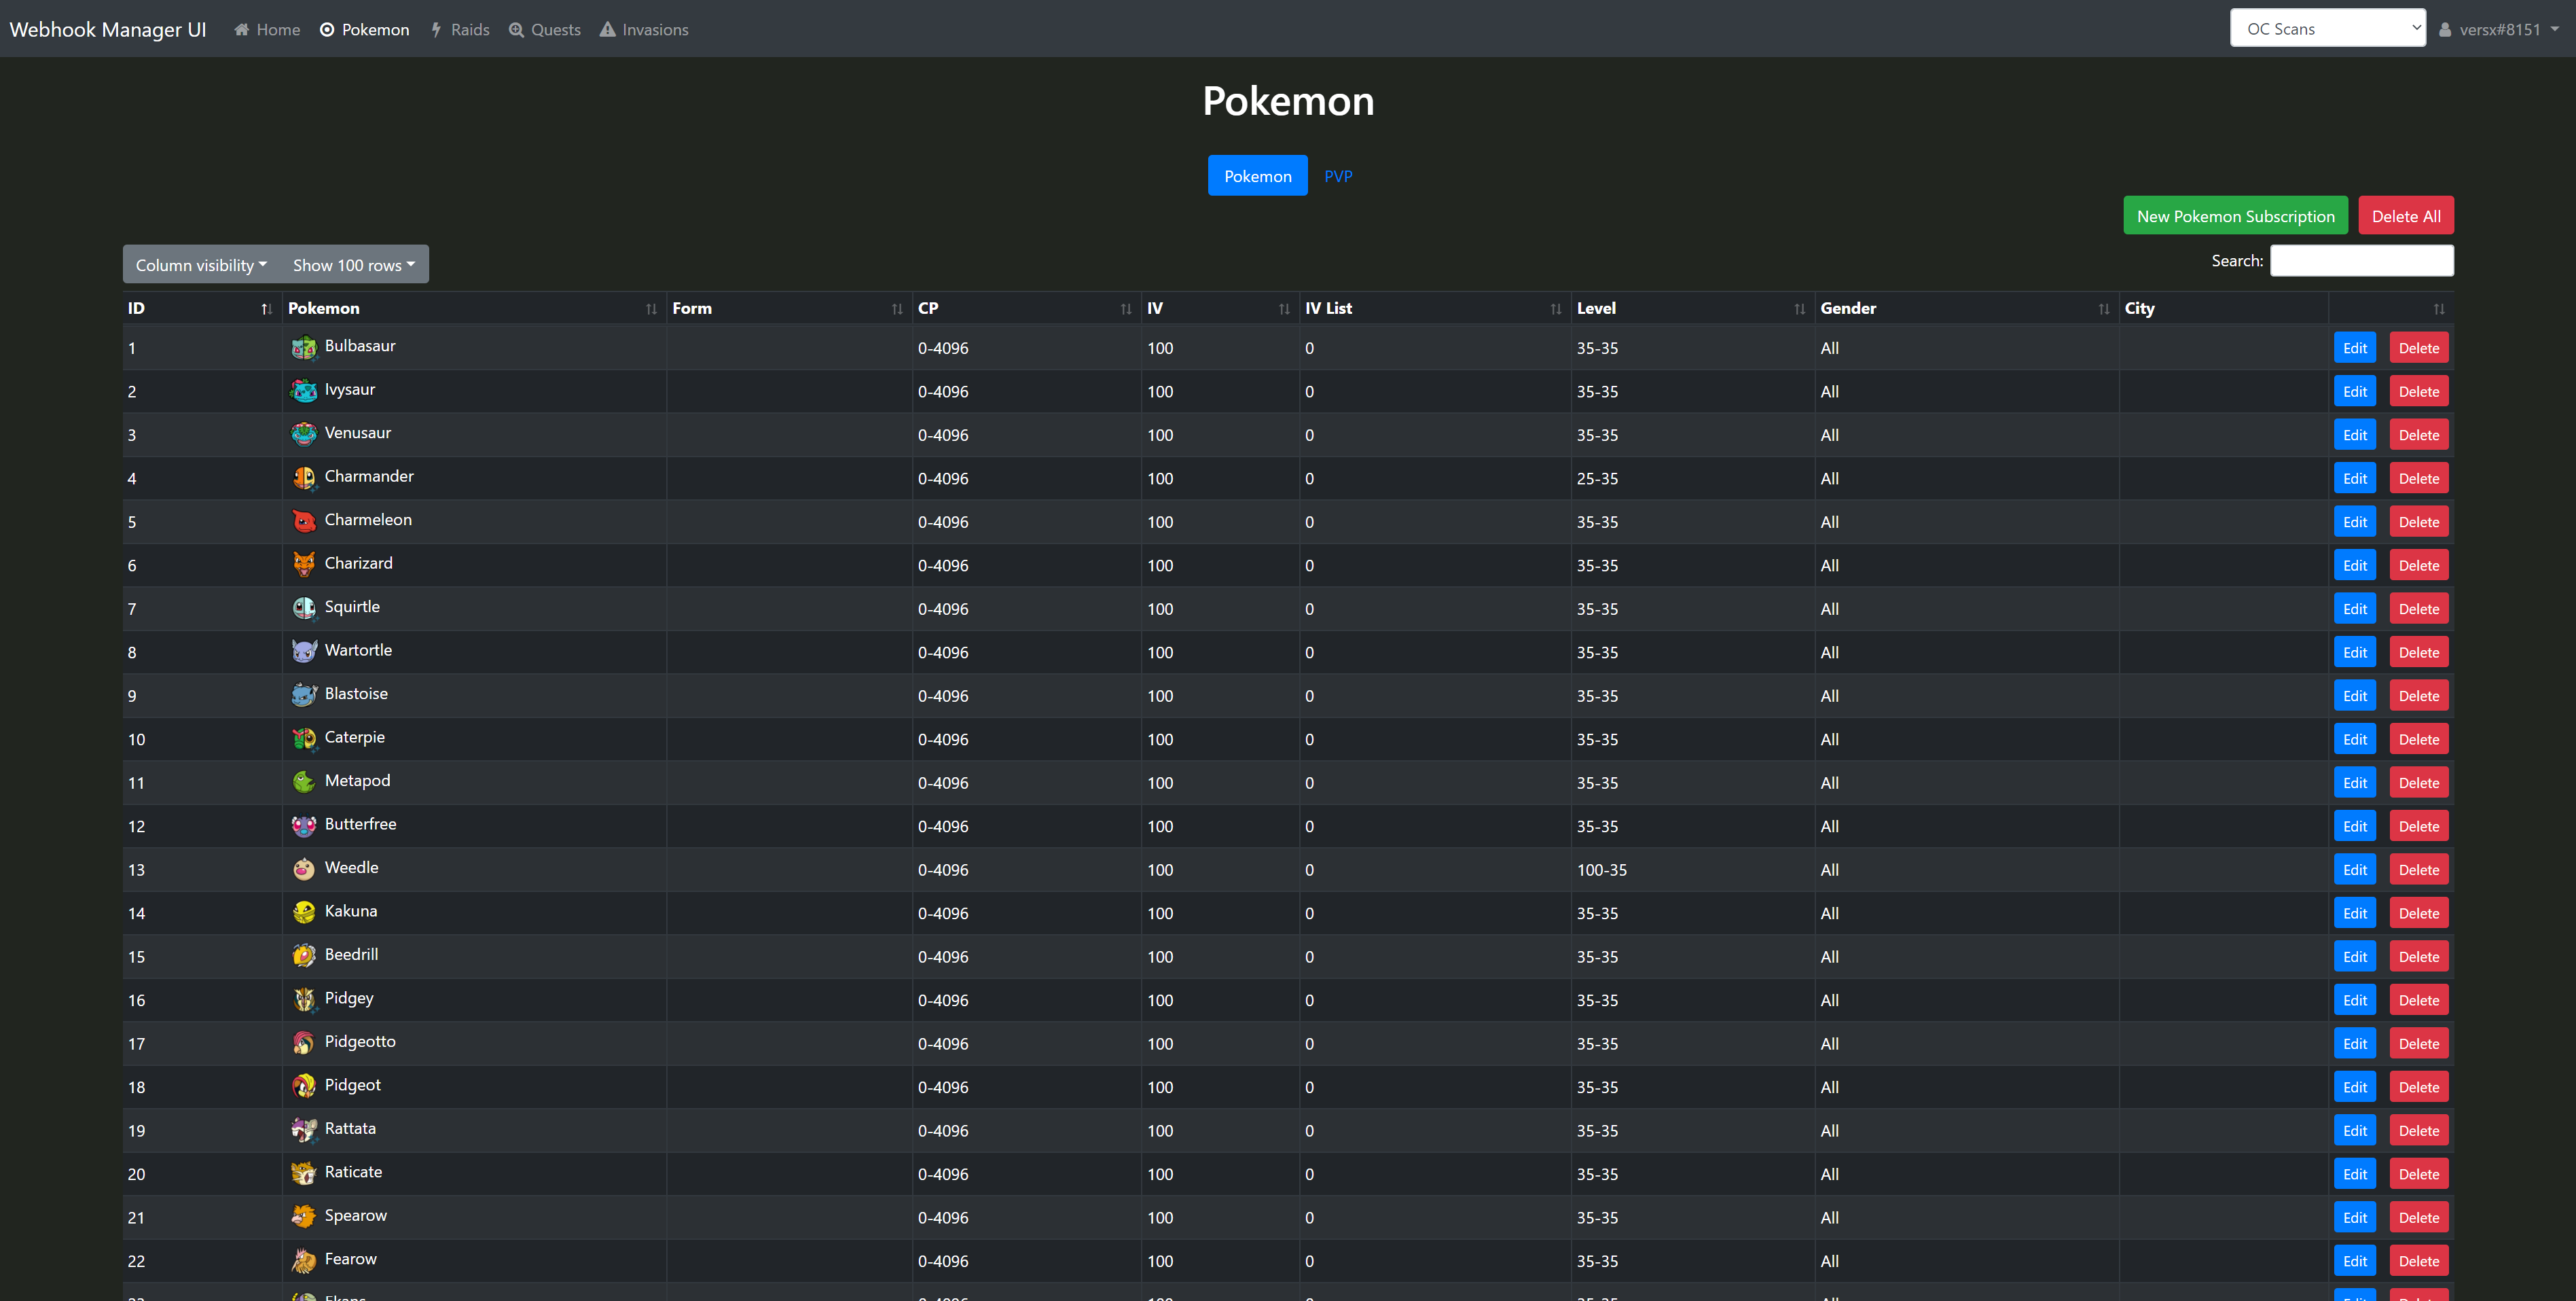 Webhook Manager UI Home Pokemon Raids Quests Invasions OC Scans versx#8151
Pokemon
Pokemon PVP
New Pokemon Subscription Delete All
Column visibility Show 100 rows Search:
ID Pokemon Form CP IV IV List Level Gender City
1 Bulbasaur 0-4096 100 0 35-35 All Edit Delete
2 Ivysaur 0-4096 100 0 35-35 All Edit Delete
3 Venusaur 0-4096 100 0 35-35 All Edit Delete
4 Charmander 0-4096 100 0 25-35 All Edit Delete
5 Charmeleon 0-4096 100 0 35-35 All Edit Delete
6 Charizard 0-4096 100 0 35-35 All Edit Delete
7 Squirtle 0-4096 100 0 35-35 All Edit Delete
8 Wartortle 0-4096 100 0 35-35 All Edit Delete
9 Blastoise 0-4096 100 0 35-35 All Edit Delete
10 Caterpie 0-4096 100 0 35-35 All Edit Delete
11 Metapod 0-4096 100 0 35-35 All Edit Delete
12 Butterfree 0-4096 100 0 35-35 All Edit Delete
13 Weedle 0-4096 100 0 100-35 All Edit Delete
14 Kakuna 0-4096 100 0 35-35 All Edit Delete
15 Beedrill 0-4096 100 0 35-35 All Edit Delete
16 Pidgey 0-4096 100 0 35-35 All Edit Delete
17 Pidgeotto 0-4096 100 0 35-35 All Edit Delete
18 Pidgeot 0-4096 100 0 35-35 All Edit Delete
19 Rattata 0-4096 100 0 35-35 All Edit Delete
20 Raticate 0-4096 100 0 35-35 All Edit Delete
21 Spearow 0-4096 100 0 35-35 All Edit Delete
22 Fearow 0-4096 100 0 35-35 All Edit Delete